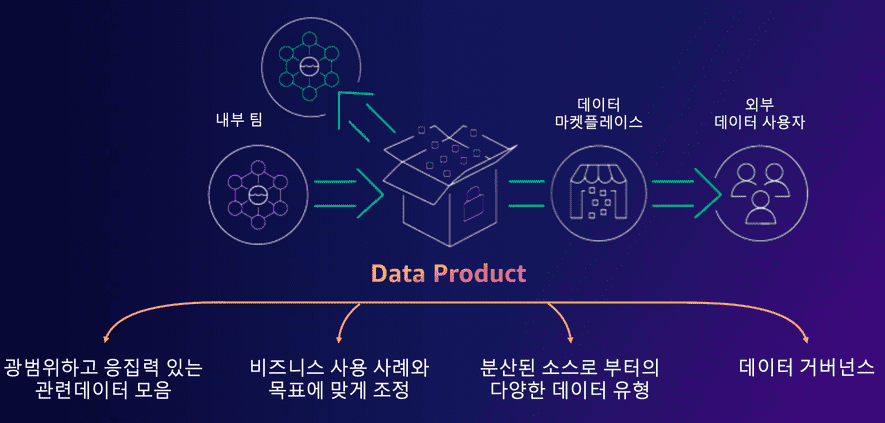 내부 팀
데이터
마켓플레이스
외부
데이터 사용자
Data Product
광범위하고 응집력 있는
관련데이터 모음
비즈니스 사용 사례와
목표에 맞게 조정
분산된 소스로 부터의
다양한 데이터 유형
데이터 거버넌스